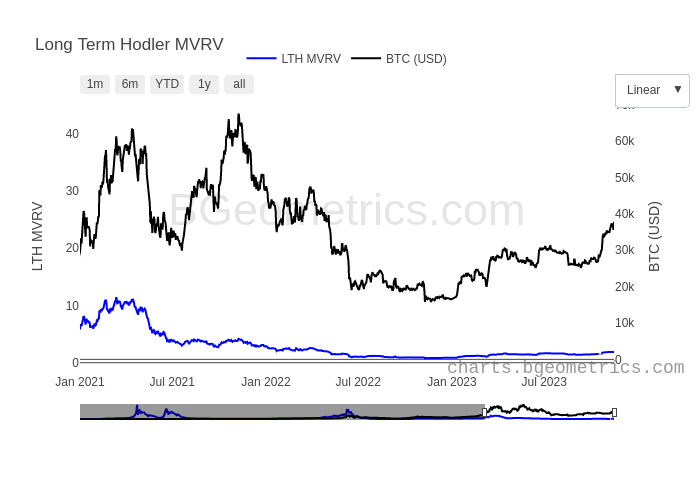 Long Term Hodler MVRV
LTH MVRV BTC (USD)
1m 6m YTD 1y all
Linear ▼
70k
40 60k
50k
30 40k
BGeometrics.com
LTH MVRV
BTC (USD)
20 30k
20k
10 10k
0 0
charts.bgeometrics.com
Jan 2021 Jul 2021 Jan 2022 Jul 2022 Jan 2023 Jul 2023